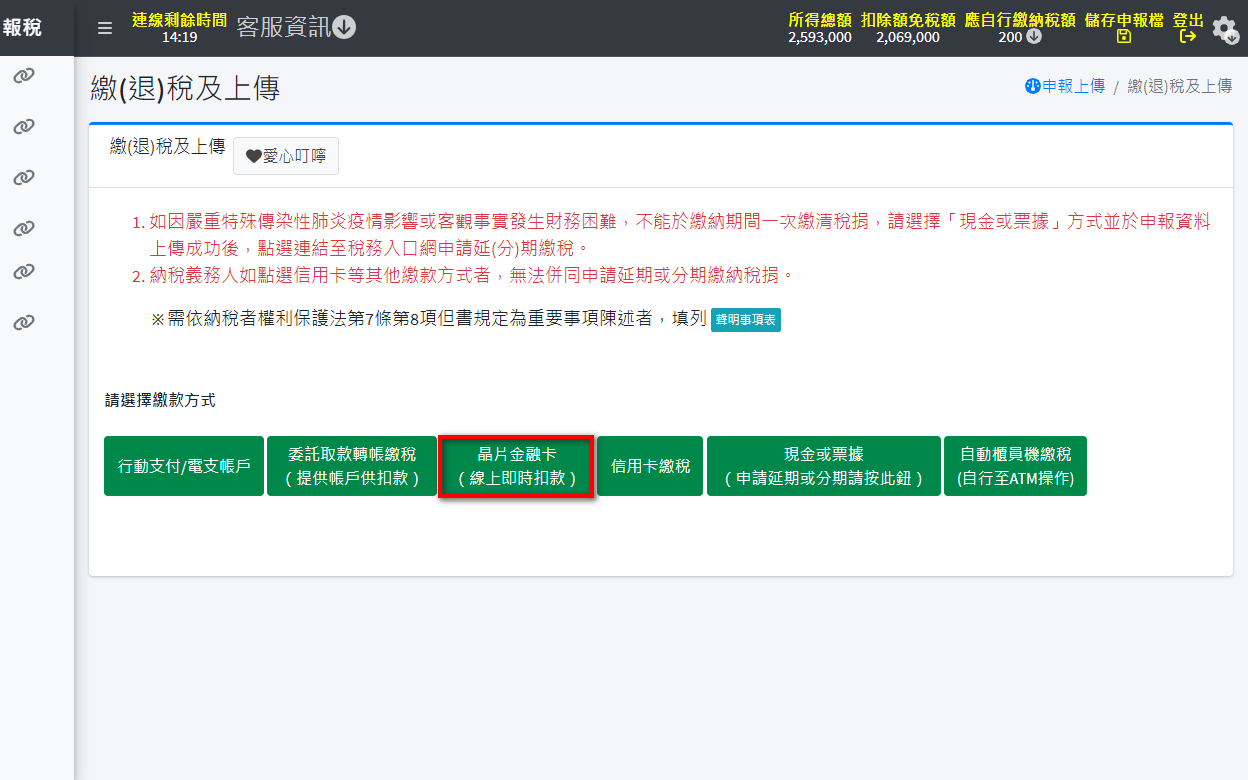 報稅
連線剩餘時間
14:19
客服資訊
所得總額 扣除額免稅額 應自行繳納稅額 儲存申報檔 登出
2,593,000 2,069,000 200
繳(退)稅及上傳
申報上傳 / 繳(退)稅及上傳
繳(退)稅及上傳 愛心叮嚀
1. 如因嚴重特殊傳染性肺炎疫情影響或客觀事實發生財務困難，不能於繳納期間一次繳清稅捐，請選擇「現金或票據」方式並於申報資料
上傳成功後，點選連結至稅務入口網申請延(分)期繳稅。
2. 納稅義務人如點選信用卡等其他繳款方式者，無法併同申請延期或分期繳納稅捐。
※需依納稅者權利保護法第7條第8項但書規定為重要事項陳述者，填列 聲明事項表
請選擇繳款方式
行動支付/電支帳戶
委託取款轉帳繳稅
（提供帳戶供扣款）
晶片金融卡
（線上即時扣款）
信用卡繳稅
現金或票據
（申請延期或分期請按此鈕）
自動櫃員機繳稅
(自行至ATM操作)